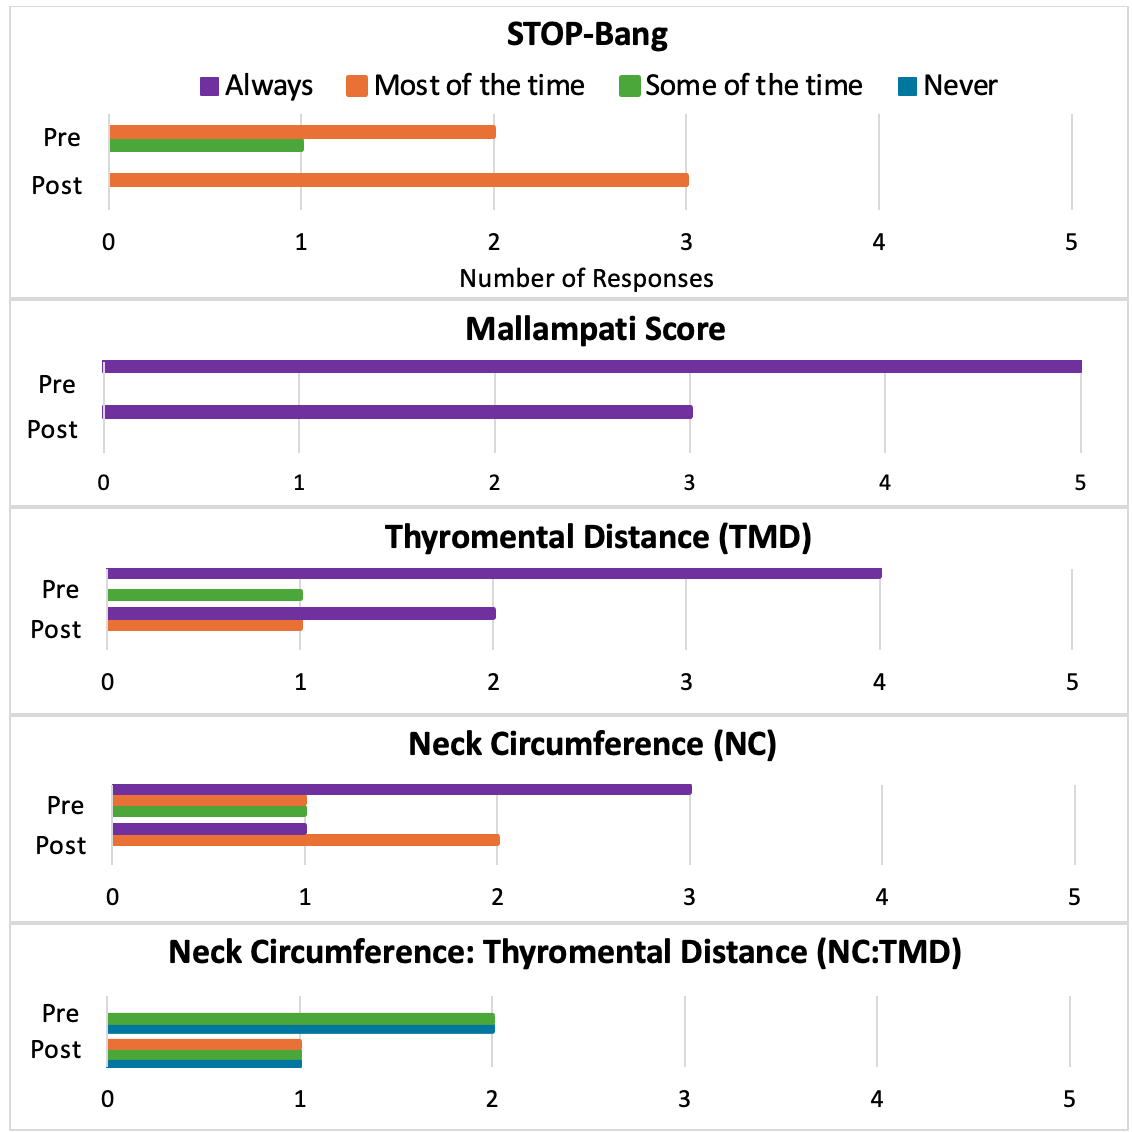 STOP-Bang
Always Most of the time Some of the time Never
Pre
Post
0 1 2 3 4 5
Number of Responses
Mallampati Score
Pre
Post
0 1 2 3 4 5
Thyromental Distance (TMD)
Pre
Post
0 1 2 3 4 5
Neck Circumference (NC)
Pre
Post
0 1 2 3 4 5
Neck Circumference: Thyromental Distance (NC:TMD)
Pre
Post
0 1 2 3 4 5